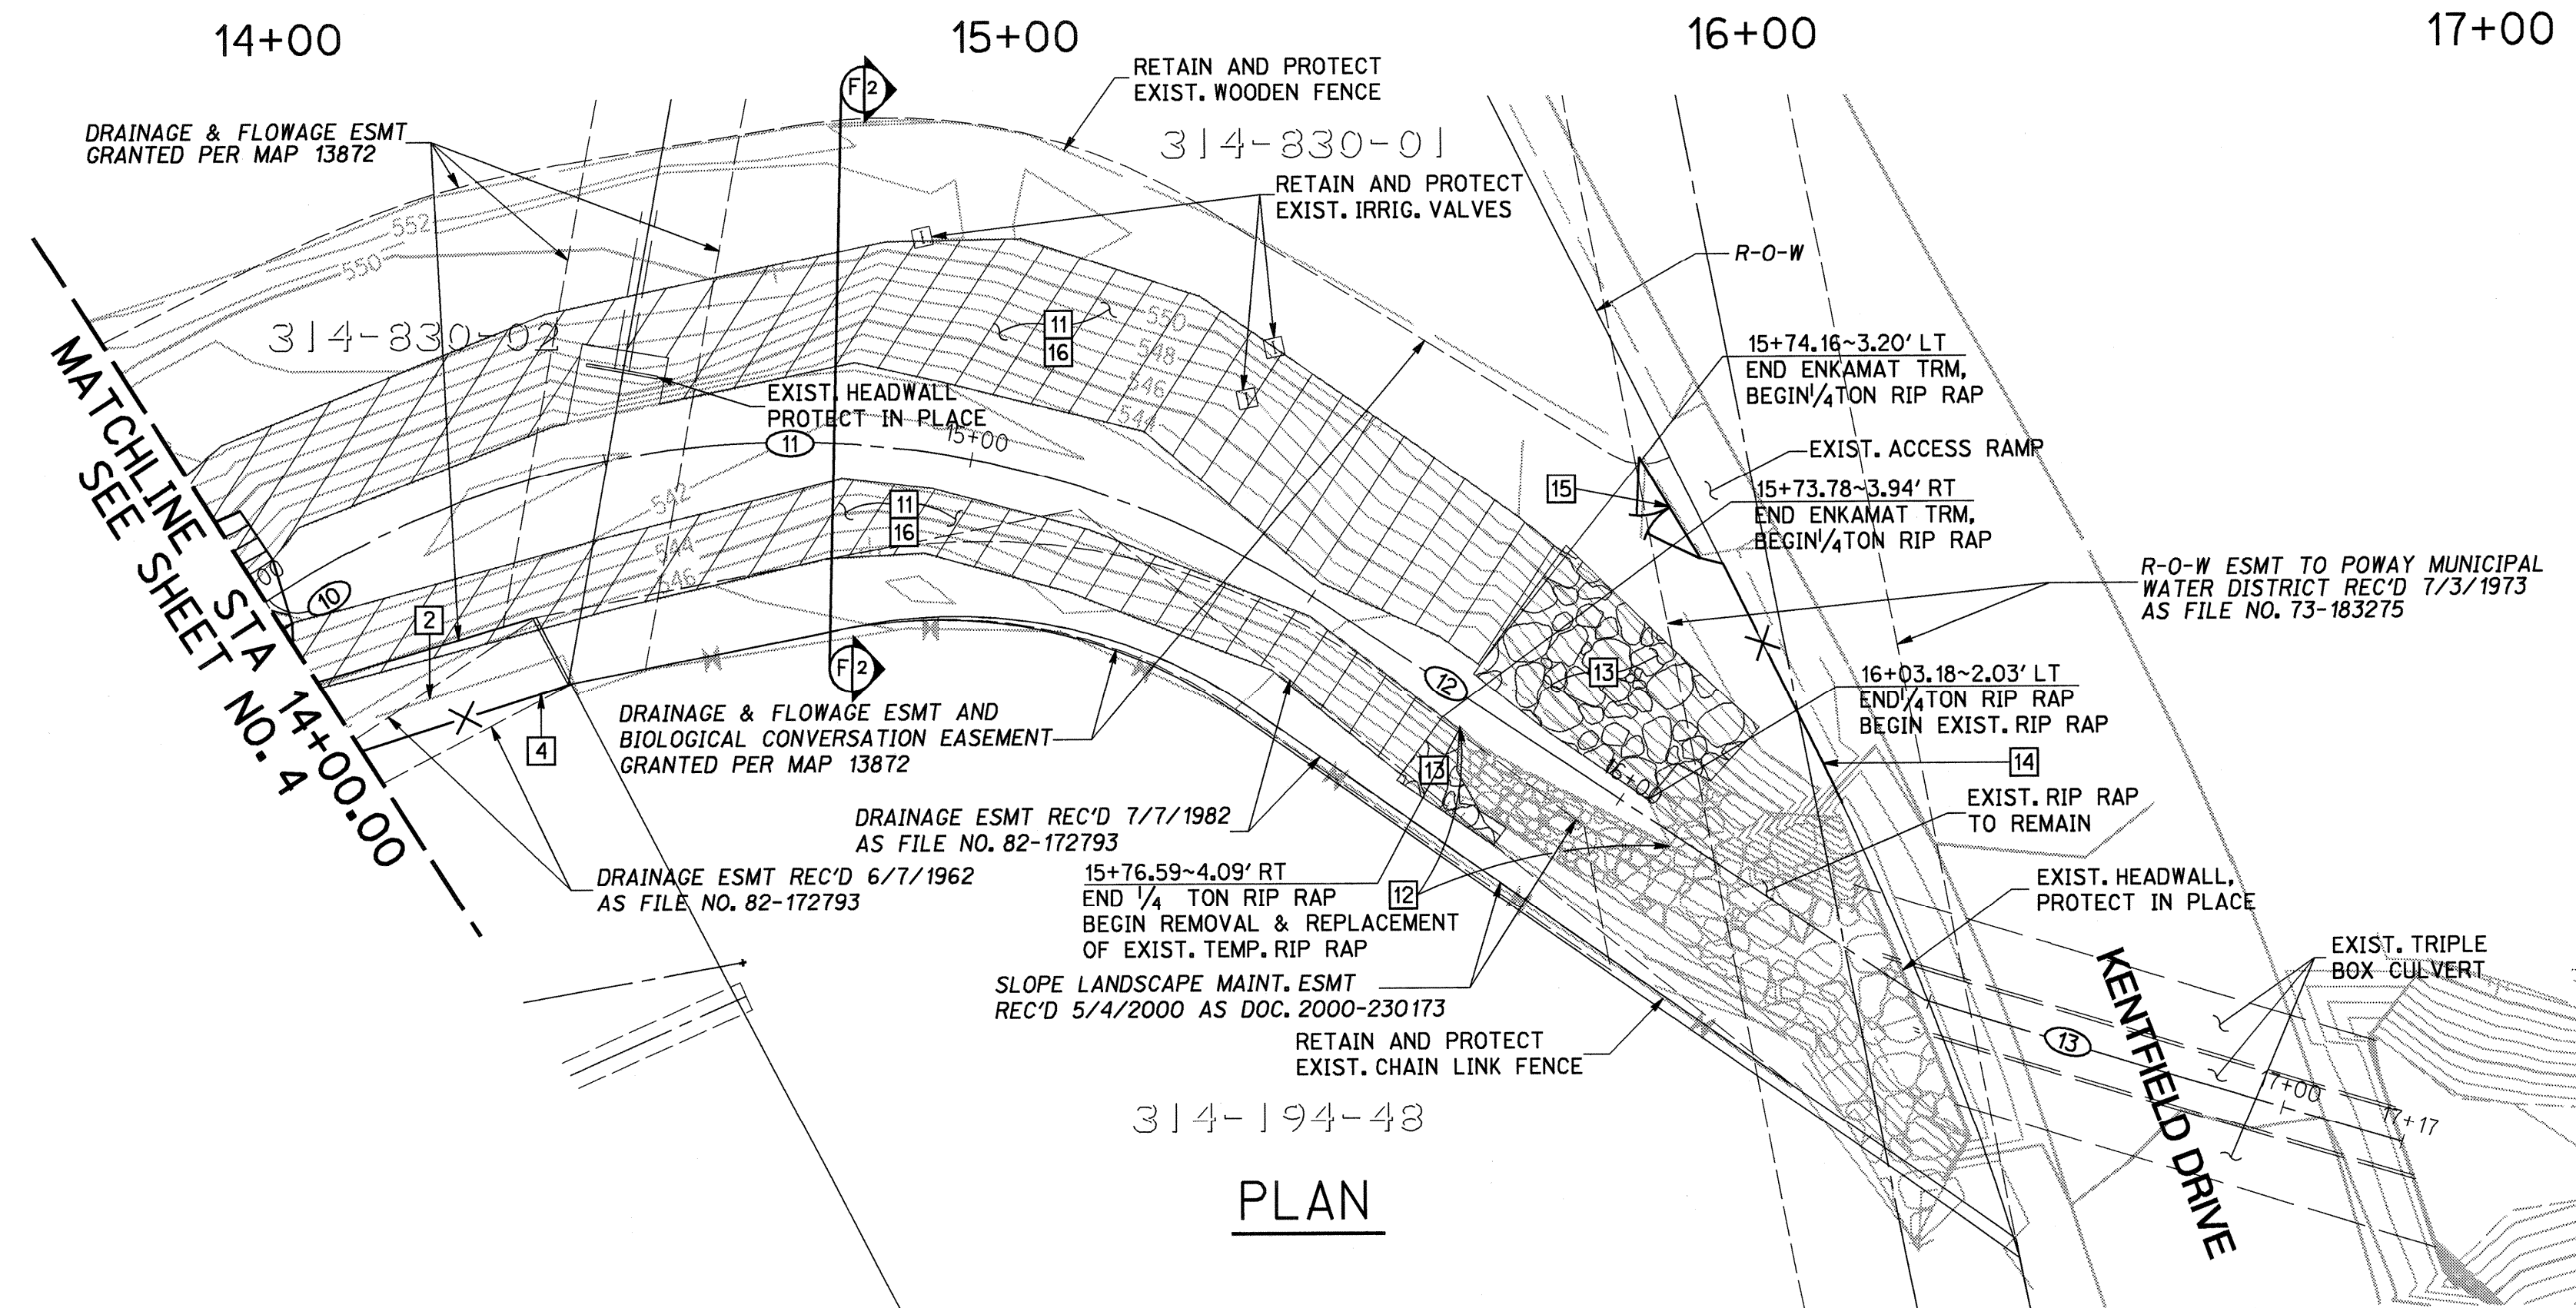 14+00
15+00
16+00
17+00
F 2
RETAIN AND PROTECT
EXIST. WOODEN FENCE
DRAINAGE & FLOWAGE ESMT
GRANTED PER MAP 13872
314-830-01
RETAIN AND PROTECT
EXIST. IRRIG. VALVES
552
550
R-O-W
314-830-02
11
16
550
548
546
544
15+74.16~3.20' LT
END ENKAMAT TRM,
BEGIN 1/4 TON RIP RAP
EXIST. HEADWALL
PROTECT IN PLACE
11
15+00
EXIST. ACCESS RAMP
15
15+73.78~3.94' RT
END ENKAMAT TRM,
BEGIN 1/4 TON RIP RAP
MATCHLINE STA 14+00.00
SEE SHEET NO. 4
542
544
546
11
16
10
2
R-O-W ESMT TO POWAY MUNICIPAL
WATER DISTRICT REC'D 7/3/1973
AS FILE NO. 73-183275
F 2
12
13
16+03.18~2.03' LT
END 1/4 TON RIP RAP
BEGIN EXIST. RIP RAP
4
DRAINAGE & FLOWAGE ESMT AND
BIOLOGICAL CONVERSATION EASEMENT
GRANTED PER MAP 13872
13
14
EXIST. RIP RAP
TO REMAIN
DRAINAGE ESMT REC'D 7/7/1982
AS FILE NO. 82-172793
DRAINAGE ESMT REC'D 6/7/1962
AS FILE NO. 82-172793
15+76.59~4.09' RT
END 1/4 TON RIP RAP
BEGIN REMOVAL & REPLACEMENT
OF EXIST. TEMP. RIP RAP
12
EXIST. HEADWALL,
PROTECT IN PLACE
SLOPE LANDSCAPE MAINT. ESMT
REC'D 5/4/2000 AS DOC. 2000-230173
EXIST. TRIPLE
BOX CULVERT
RETAIN AND PROTECT
EXIST. CHAIN LINK FENCE
KENTFIELD DRIVE
13
17+00
17+17
314-194-48
PLAN